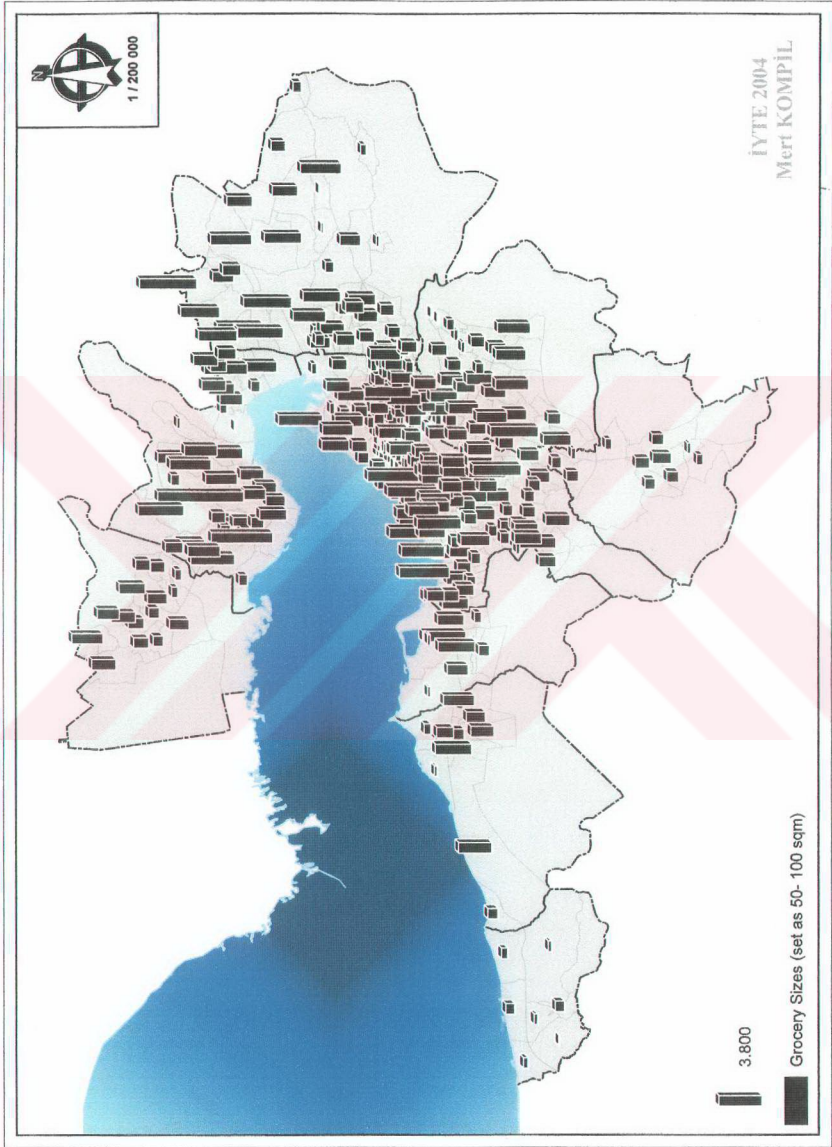 N
1 / 200 000
İYTE 2004
Mert KOMPİL
3.800
Grocery Sizes (set as 50- 100 sqm)